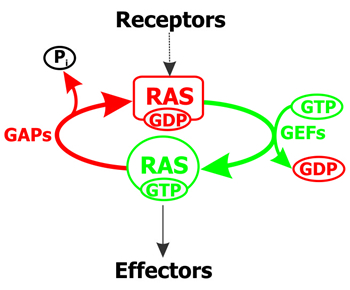 Receptors
Pi
RAS
GDP
GTP
GAPs
GEFs
RAS
GTP
GDP
Effectors